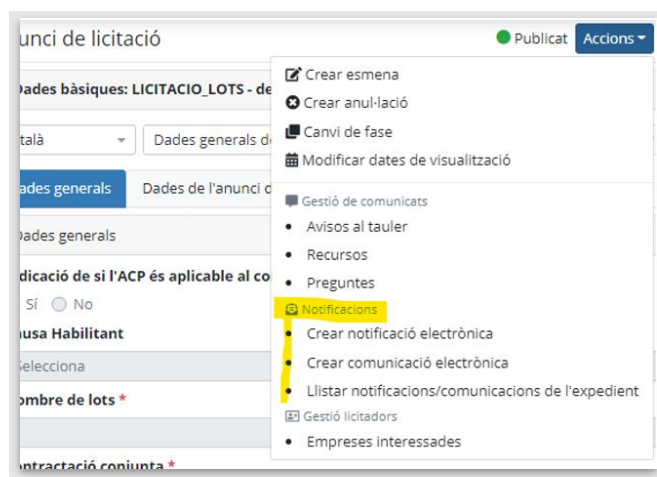 unci de licitació
Publicat
Accions
Dades bàsiques: LICITACIO_LOTS - de
talà
Dades generals d
ades generals
Dades de l'anunci d
Dades generals
dicació de si l'ACP és aplicable al co
Sí
No
usa Habilitant
Selecciona
ombre de lots *
ontractació conjunta *
Crear esmena
Crear anul·lació
Canvi de fase
Modificar dates de visualització
Gestió de comunicats
• Avisos al tauler
• Recursos
• Preguntes
Notificacions
• Crear notificació electrònica
• Crear comunicació electrònica
• Llistar notificacions/comunicacions de l'expedient
Gestió licitadors
• Empreses interessades